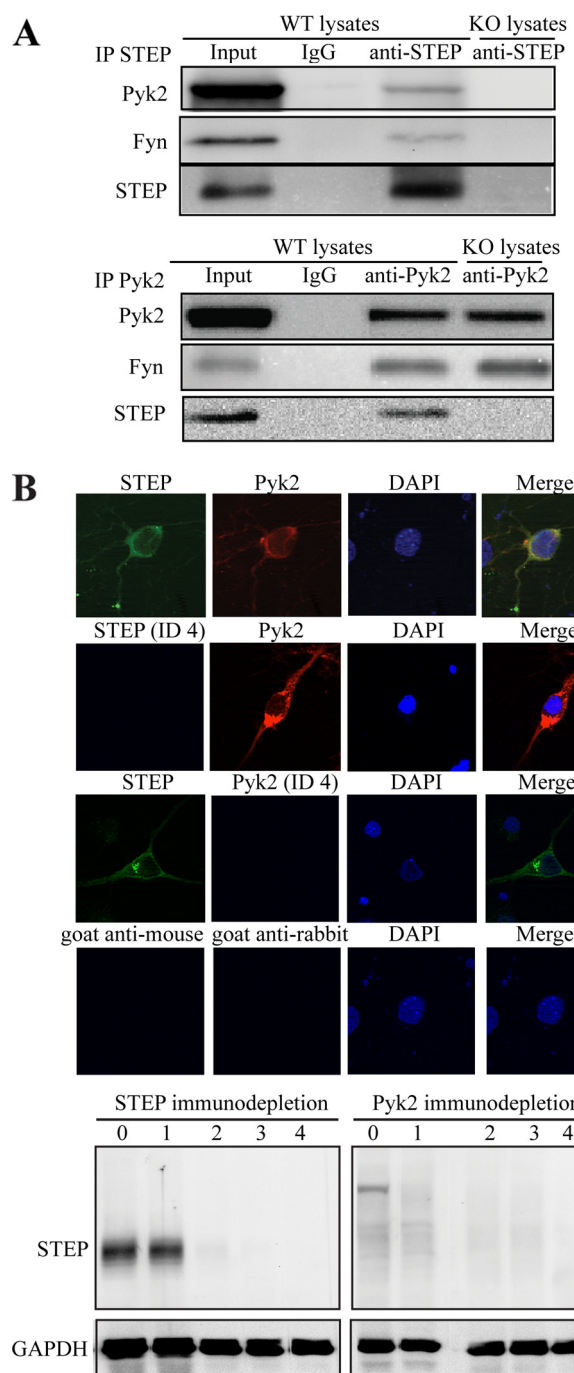 A
WT lysates KO lysates
IP STEP Input IgG anti-STEP anti-STEP
Pyk2
Fyn
STEP
WT lysates KO lysates
IP Pyk2 Input IgG anti-Pyk2 anti-Pyk2
Pyk2
Fyn
STEP
B
STEP Pyk2 DAPI Merge
STEP (ID 4) Pyk2 DAPI Merge
STEP Pyk2 (ID 4) DAPI Merge
goat anti-mouse goat anti-rabbit DAPI Merge
STEP immunodepletion Pyk2 immunodepletion
0 1 2 3 4 0 1 2 3 4
STEP
GAPDH